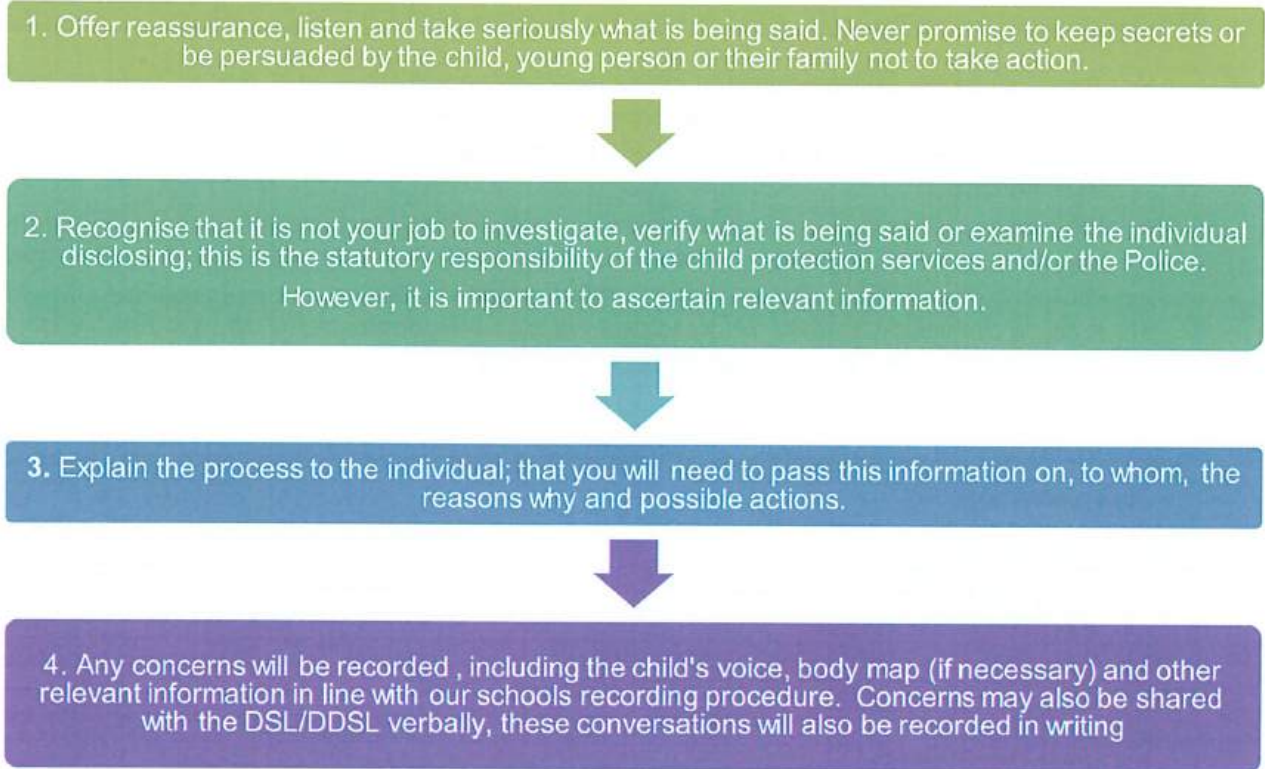 1. Offer reassurance, listen and take seriously what is being said. Never promise to keep secrets or
be persuaded by the child, young person or their family not to take action.
2. Recognise that it is not your job to investigate, verify what is being said or examine the individual
disclosing; this is the statutory responsibility of the child protection services and/or the Police.
However, it is important to ascertain relevant information.
3. Explain the process to the individual; that you will need to pass this information on, to whom, the
reasons why and possible actions.
4. Any concerns will be recorded , including the child's voice, body map (if necessary) and other
relevant information in line with our schools recording procedure. Concerns may also be shared
with the DSL/DDSL verbally, these conversations will also be recorded in writing